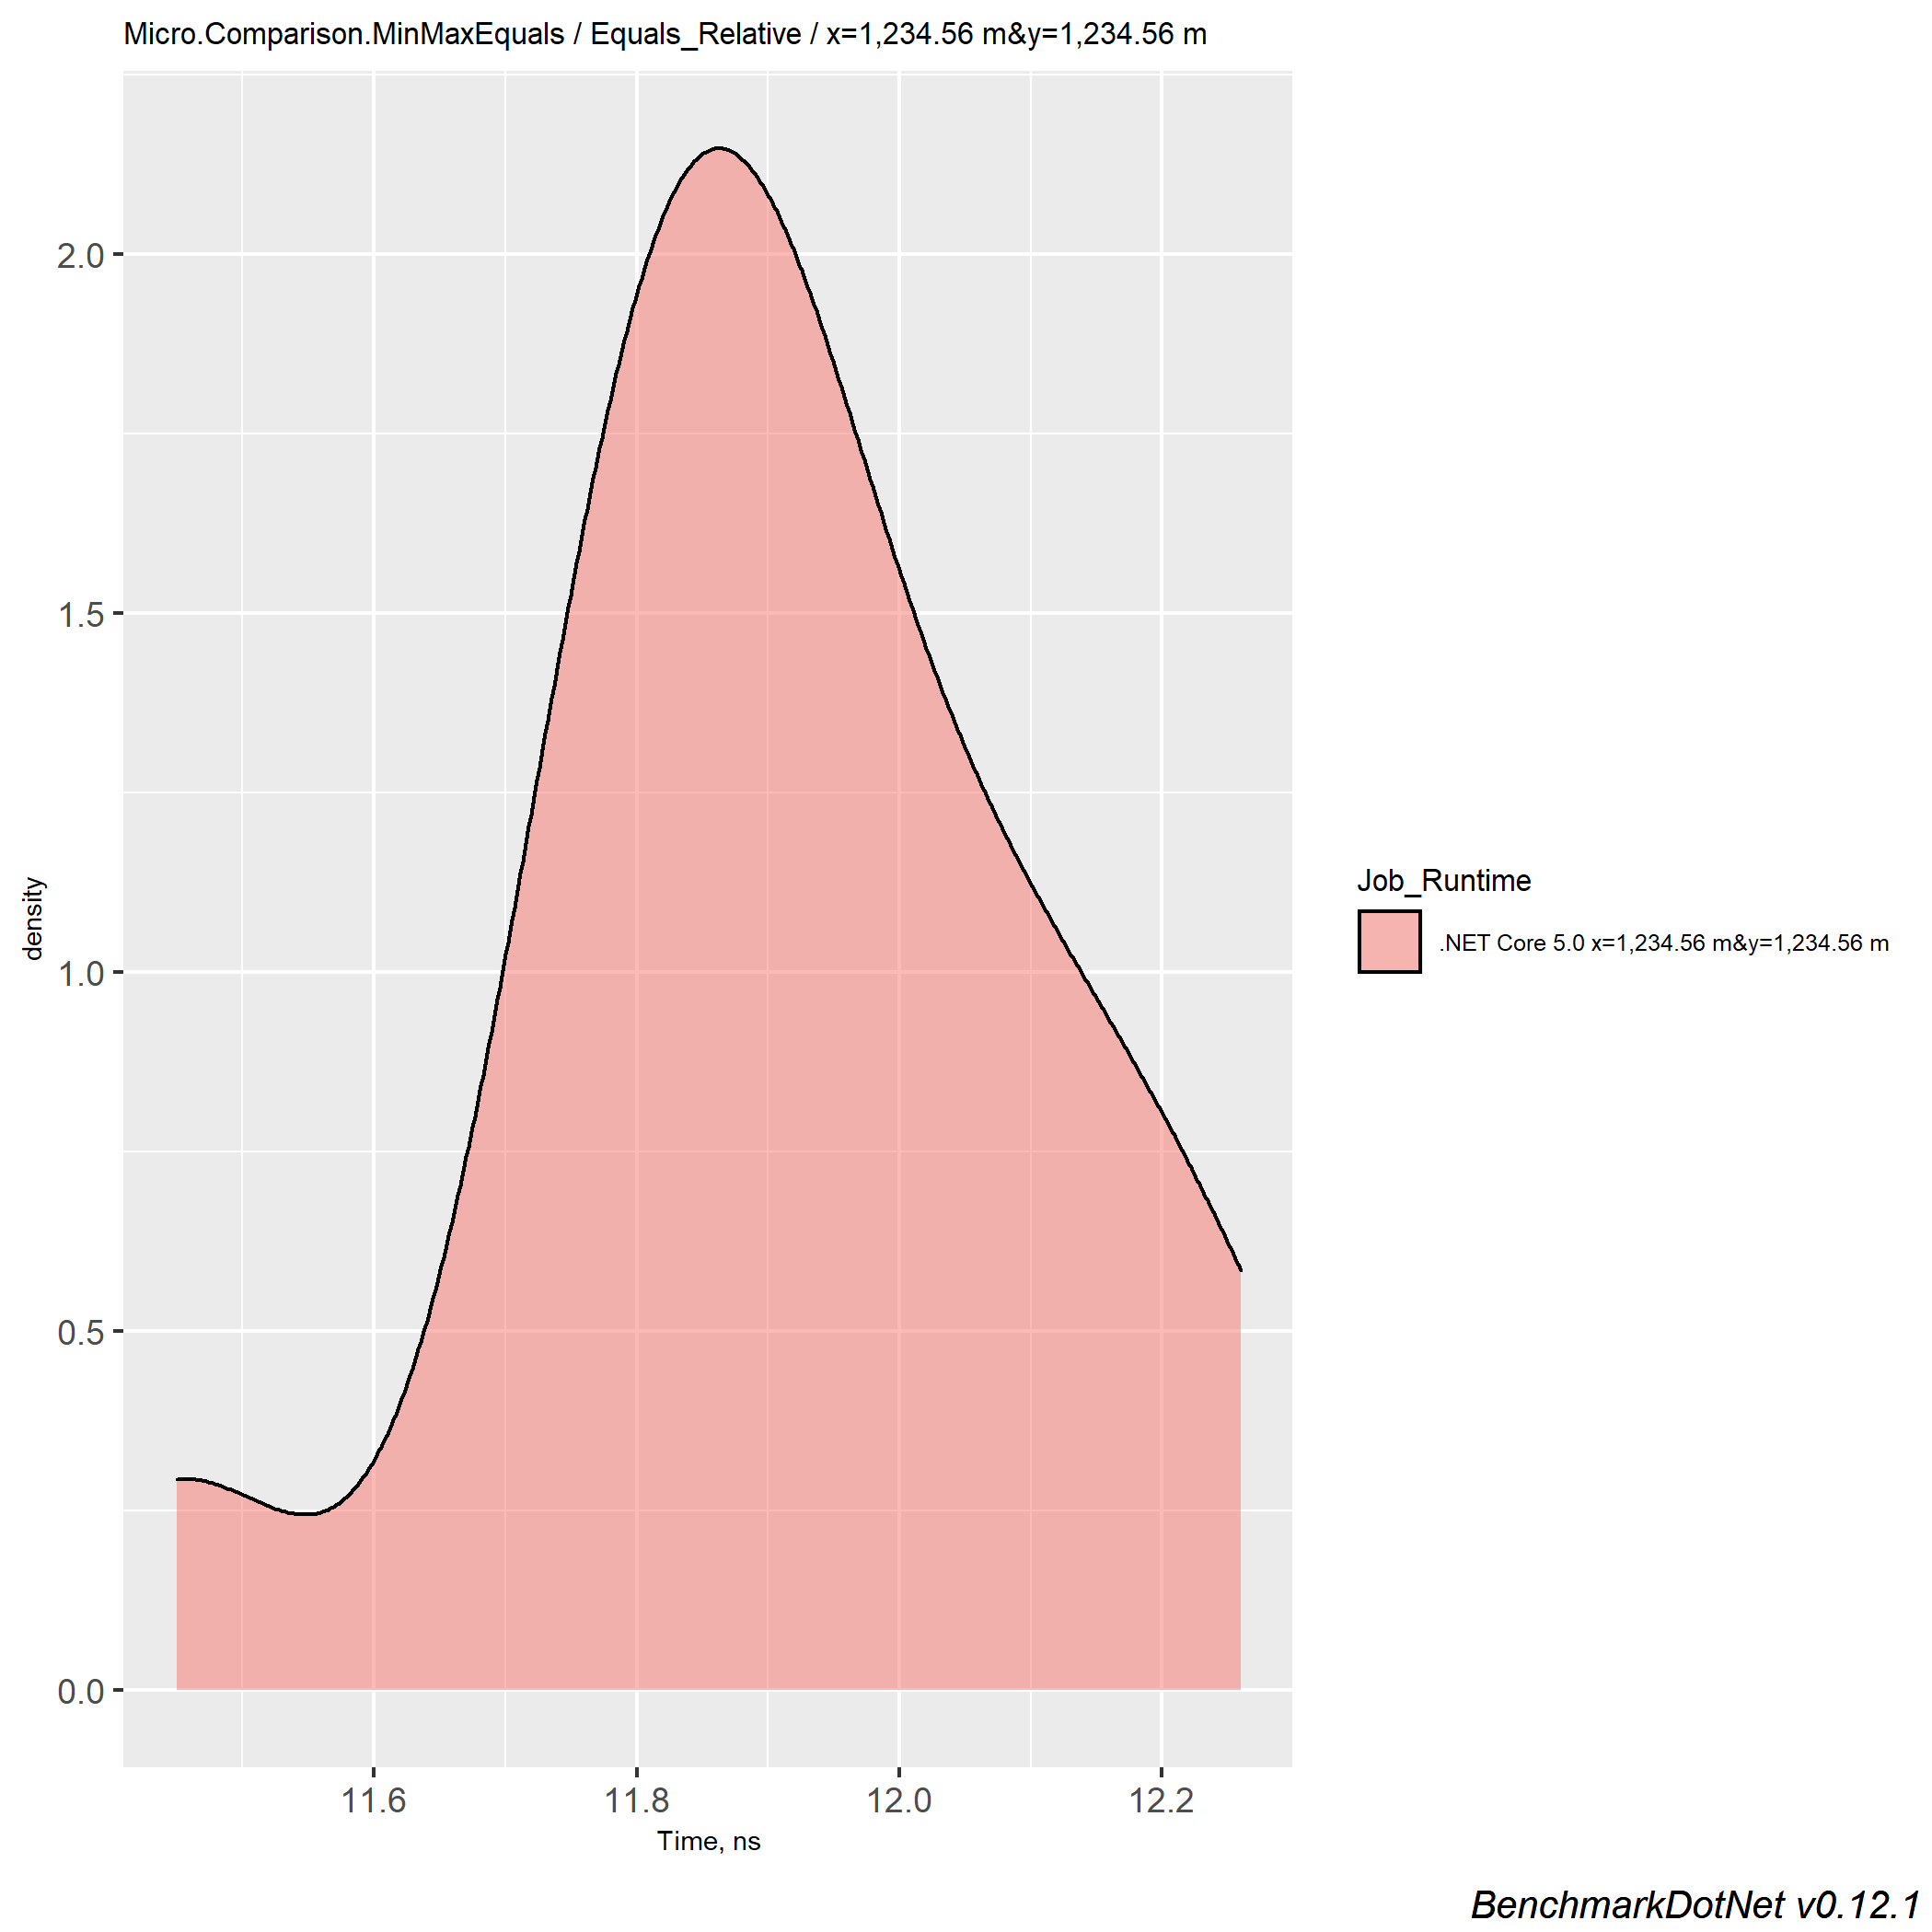 Micro.Comparison.MinMaxEquals / Equals_Relative / x=1,234.56 m&y=1,234.56 m
2.0
1.5
1.0
0.5
0.0
density
11.6 11.8 12.0 12.2
Time, ns
Job_Runtime
.NET Core 5.0 x=1,234.56 m&y=1,234.56 m
BenchmarkDotNet v0.12.1